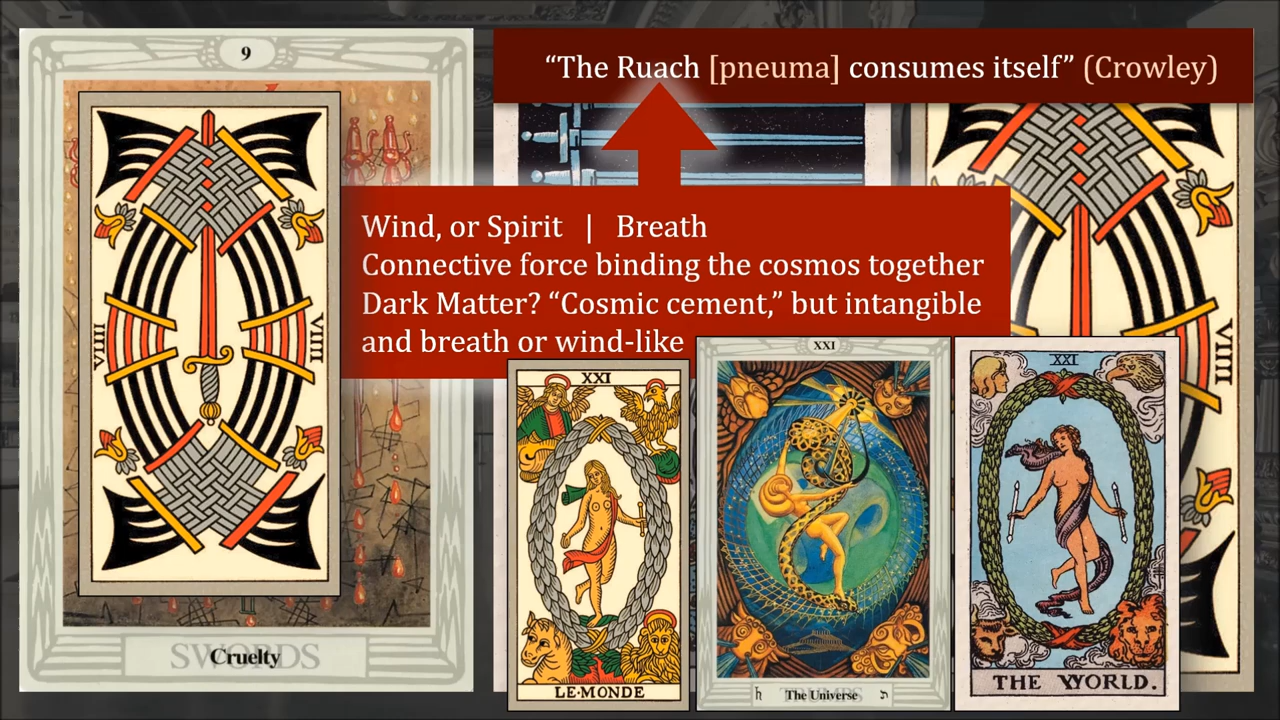 9
“The Ruach [pneuma] consumes itself” (Crowley)
Wind, or Spirit | Breath
Connective force binding the cosmos together
Dark Matter? “Cosmic cement,” but intangible
and breath or wind-like
VIIII
VIIII
VIIII
XXI
LE·MONDE
XXI
The Universe
XXI
THE WORLD.
SWORDS
Cruelty